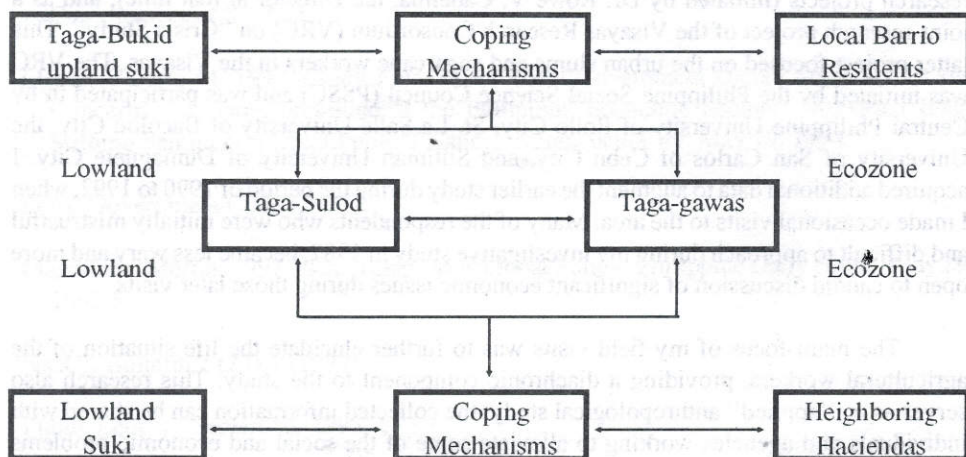 Taga-Bukid
upland suki
Coping
Mechanisms
Local Barrio
Residents
Lowland
Ecozone
Taga-Sulod
Taga-gawas
Lowland
Ecozone
Lowland
Suki
Coping
Mechanisms
Neighboring
Haciendas